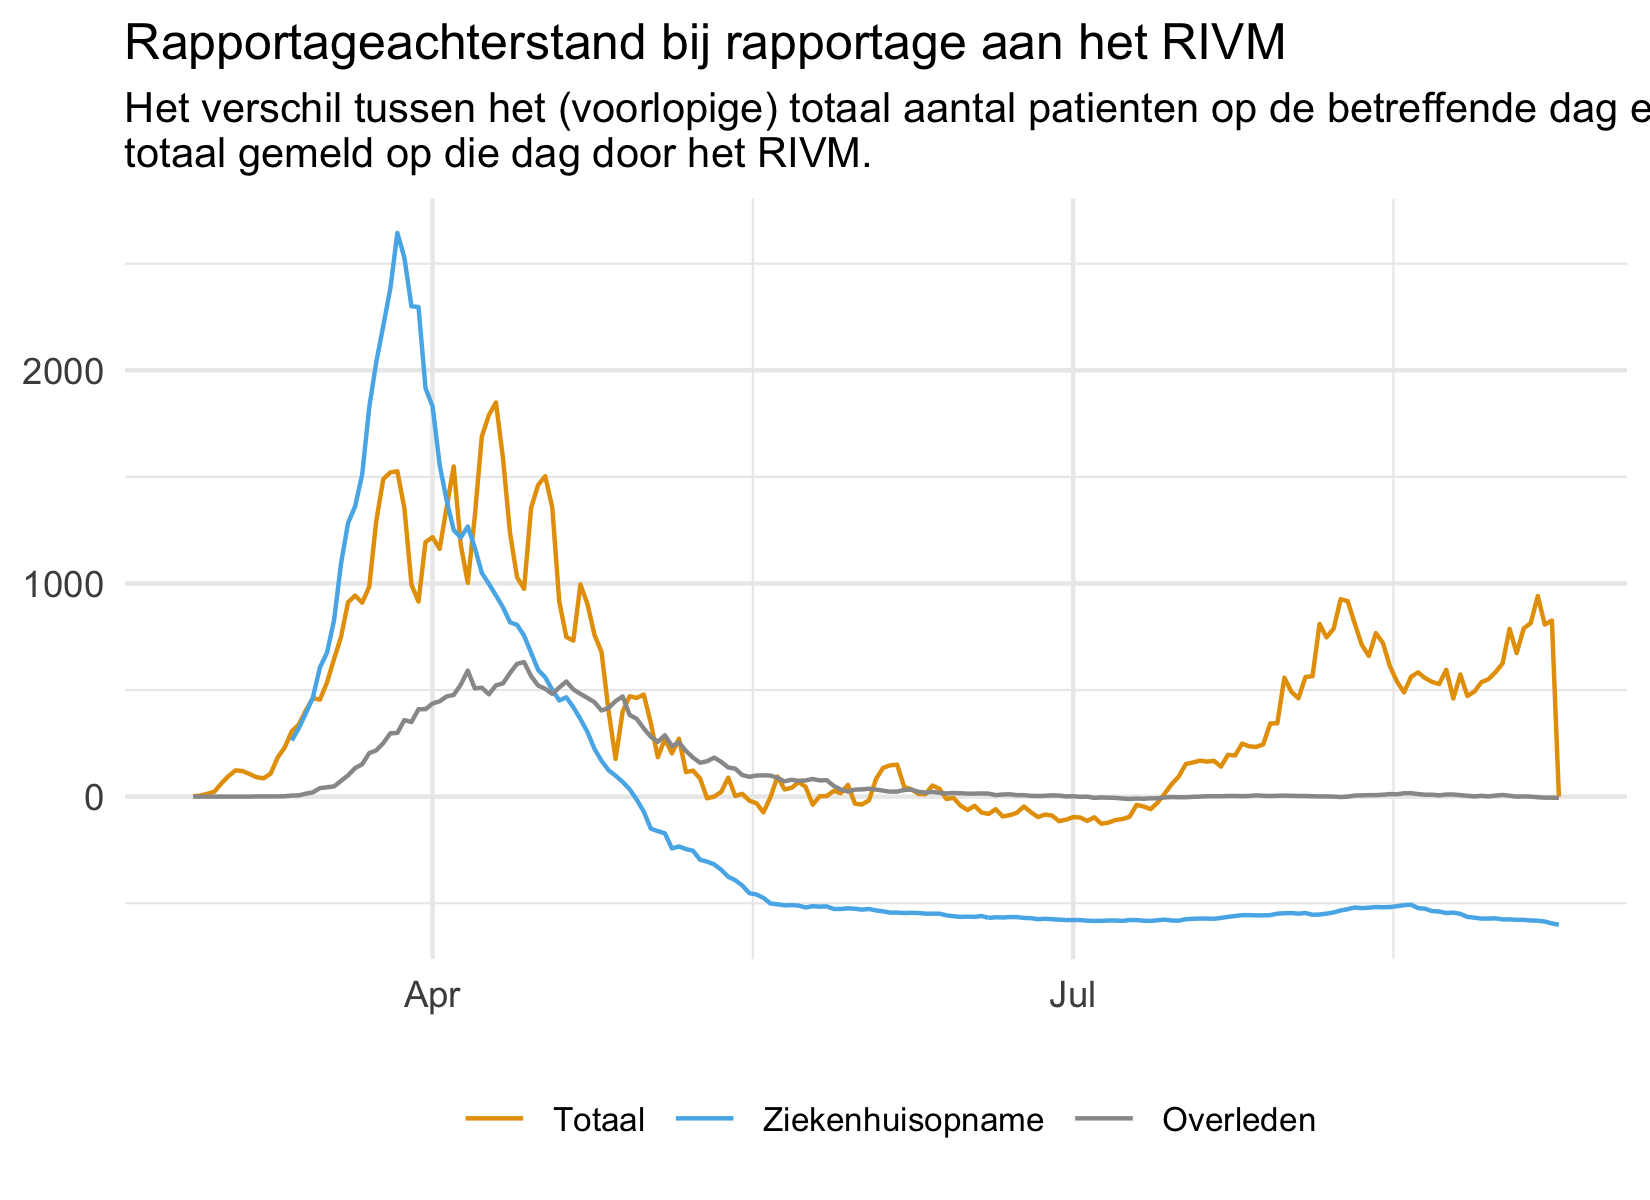 Rapportageachterstand bij rapportage aan het RIVM
Het verschil tussen het (voorlopige) totaal aantal patienten op de betreffende dag e
totaal gemeld op die dag door het RIVM.
2000
1000
0
Apr
Jul
Totaal
Ziekenhuisopname
Overleden